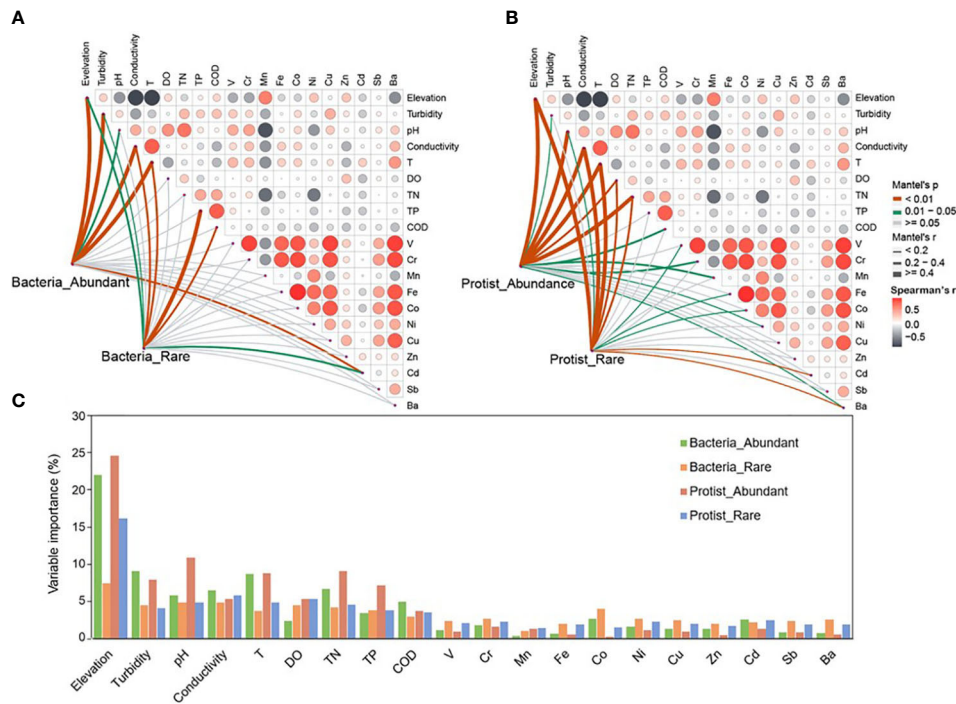 A
B
Evelvation Turbidity pH Conductivity T DO TN TP COD V Cr Mn Fe Co Ni Cu Zn Cd Sb Ba
Elevation
Turbidity
pH
Conductivity
T
DO
TN
TP
COD
V
Cr
Mn
Fe
Co
Ni
Cu
Zn
Cd
Sb
Ba
Bacteria_Abundant
Bacteria_Rare
Elevation Turbidity pH Conductivity T DO TN TP COD V Cr Mn Fe Co Ni Cu Zn Cd Sb Ba
Elevation
Turbidity
pH
Conductivity
T
DO
TN
TP
COD
V
Cr
Mn
Fe
Co
Ni
Cu
Zn
Cd
Sb
Ba
Protist_Abundance
Protist_Rare
Mantel's p
< 0.01
0.01 – 0.05
>= 0.05
Mantel's r
< 0.2
0.2 - 0.4
>= 0.4
Spearman's r
0.5
0.0
-0.5
C
Variable importance (%)
30
25
20
15
10
5
0
Bacteria_Abundant
Bacteria_Rare
Protist_Abundant
Protist_Rare
Elevation Turbidity pH Conductivity T DO TN TP COD V Cr Mn Fe Co Ni Cu Zn Cd Sb Ba